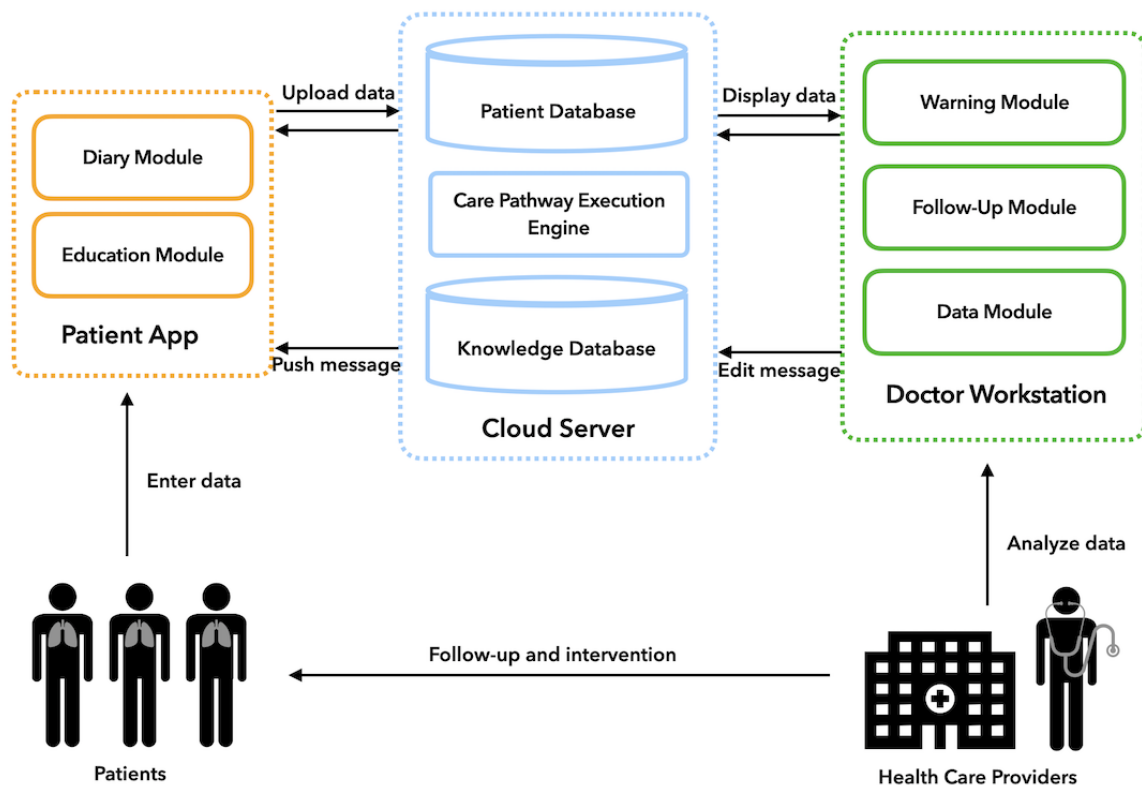 Upload data
Diary Module
Education Module
Patient App
Push message
Patient Database
Care Pathway Execution
Engine
Knowledge Database
Cloud Server
Display data
Edit message
Warning Module
Follow-Up Module
Data Module
Doctor Workstation
Enter data
Analyze data
Follow-up and intervention
Patients
Health Care Providers